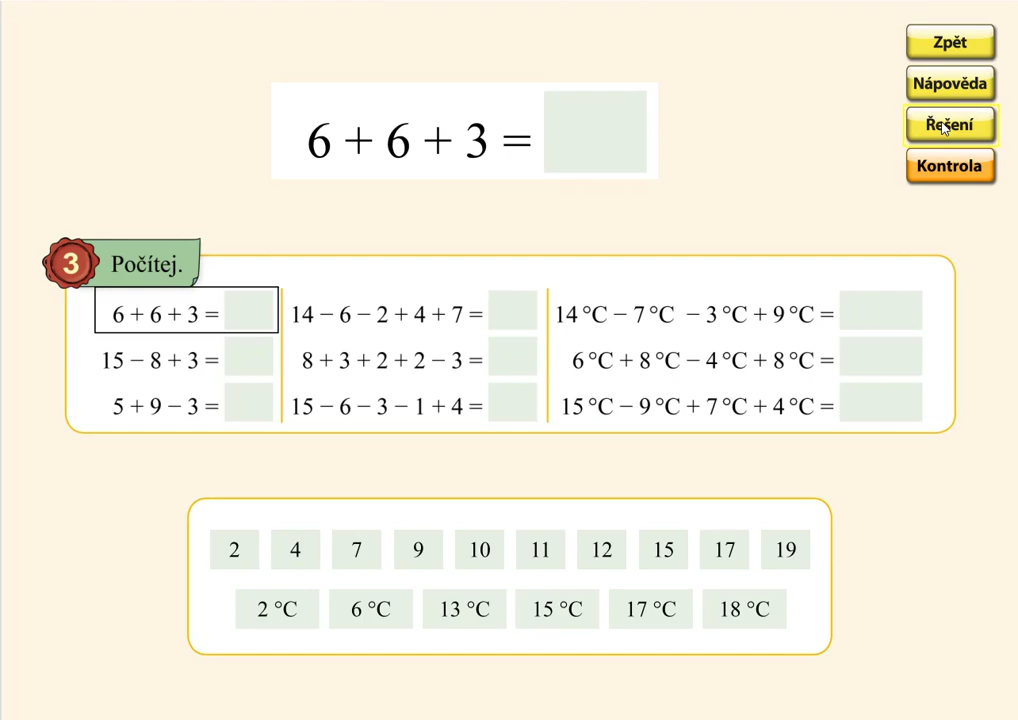 Zpět
Nápověda
Řešení
Kontrola
6 + 6 + 3 =
3 Počítej.
6 + 6 + 3 = 14 − 6 − 2 + 4 + 7 = 14 °C − 7 °C − 3 °C + 9 °C =
15 − 8 + 3 = 8 + 3 + 2 + 2 − 3 = 6 °C + 8 °C − 4 °C + 8 °C =
5 + 9 − 3 = 15 − 6 − 3 − 1 + 4 = 15 °C − 9 °C + 7 °C + 4 °C =
2 4 7 9 10 11 12 15 17 19
2 °C 6 °C 13 °C 15 °C 17 °C 18 °C